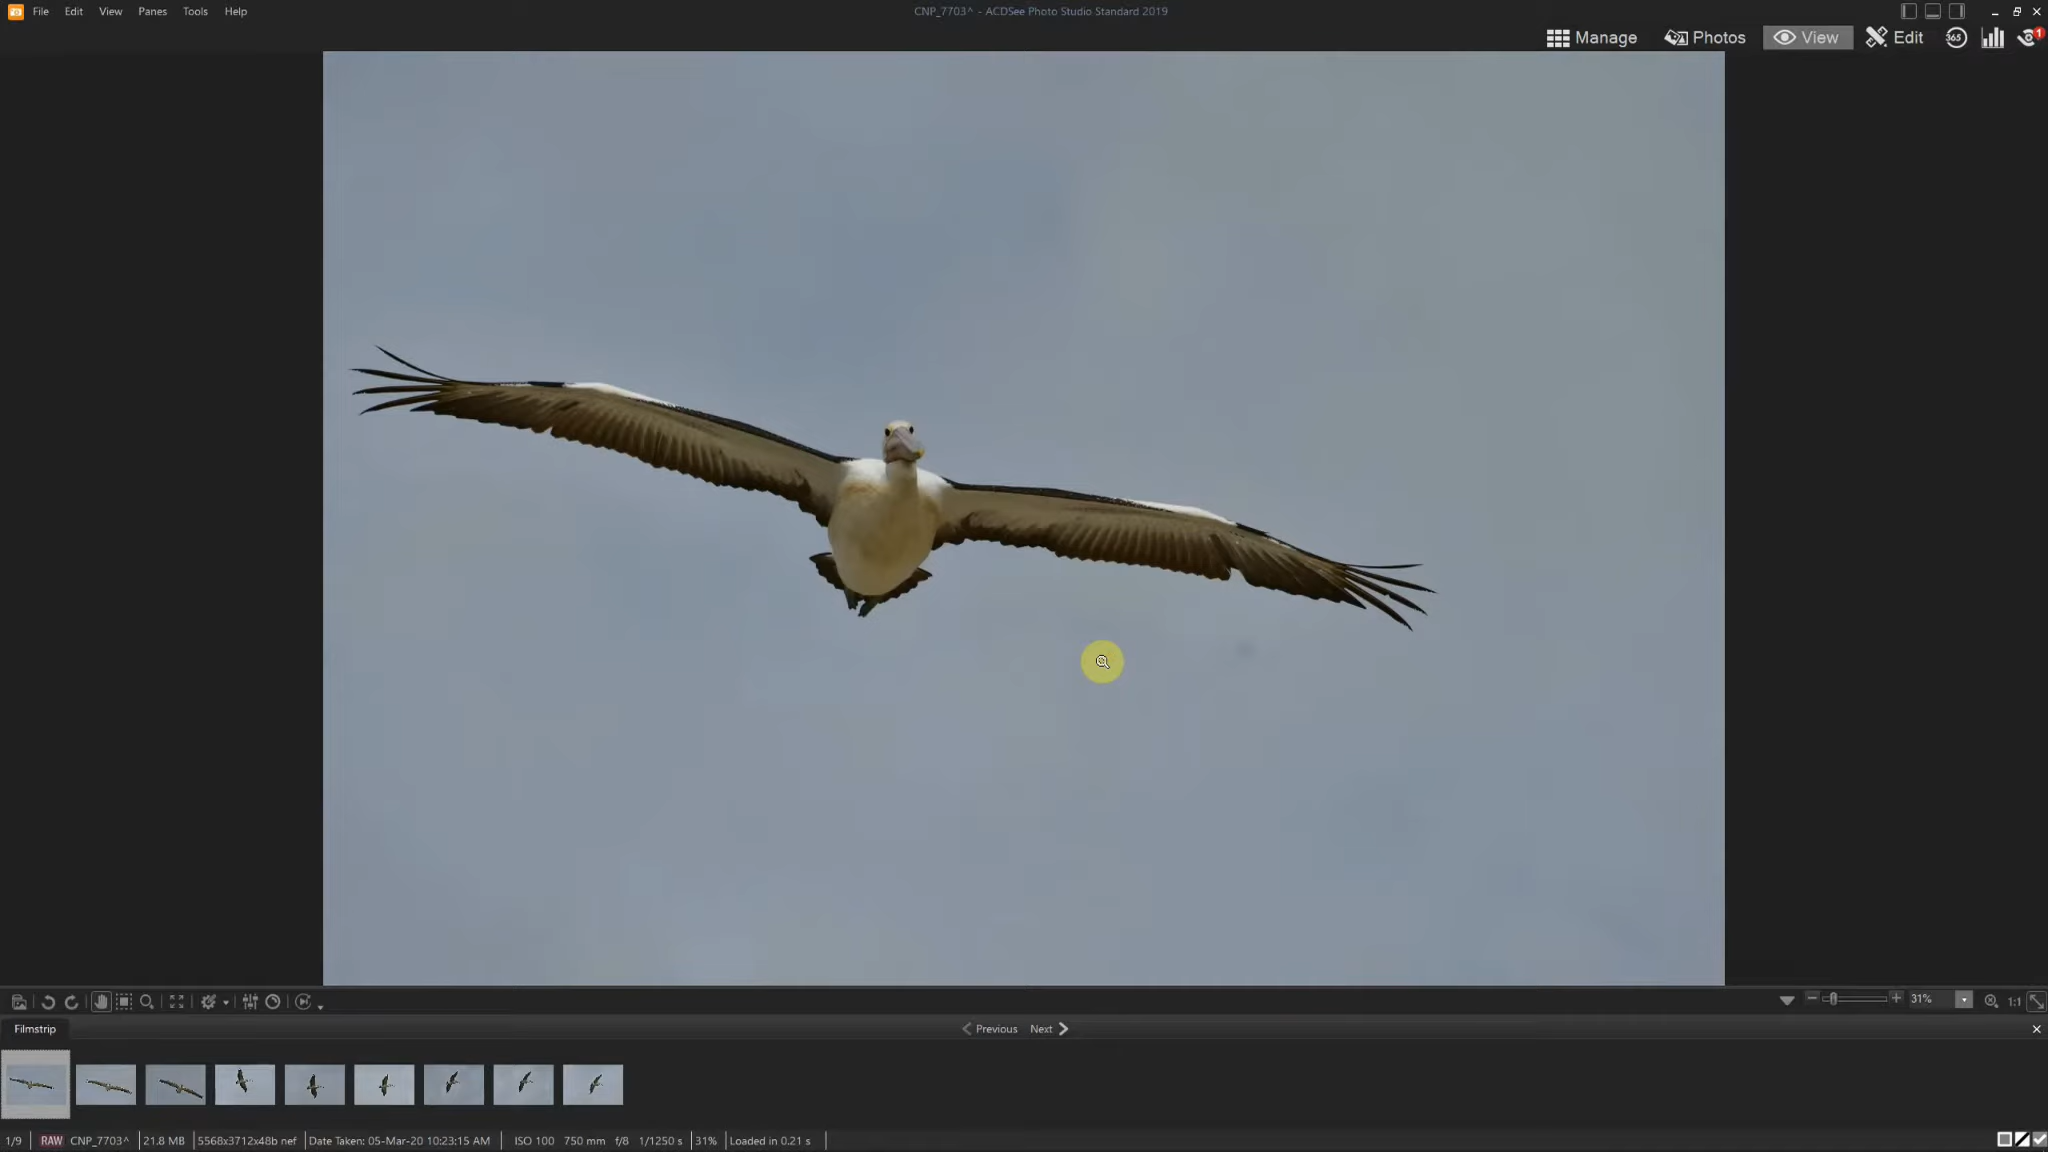 File Edit View Panes Tools Help
CNP_7703^ - ACDSee Photo Studio Standard 2019
Manage Photos View Edit 365 1
31% 1:1
Filmstrip
Previous Next
1/9 RAW CNP_7703^ 21.8 MB 5568x3712x48b nef Date Taken: 05-Mar-20 10:23:15 AM ISO 100 750 mm f/8 1/1250 s 31% Loaded in 0.21 s